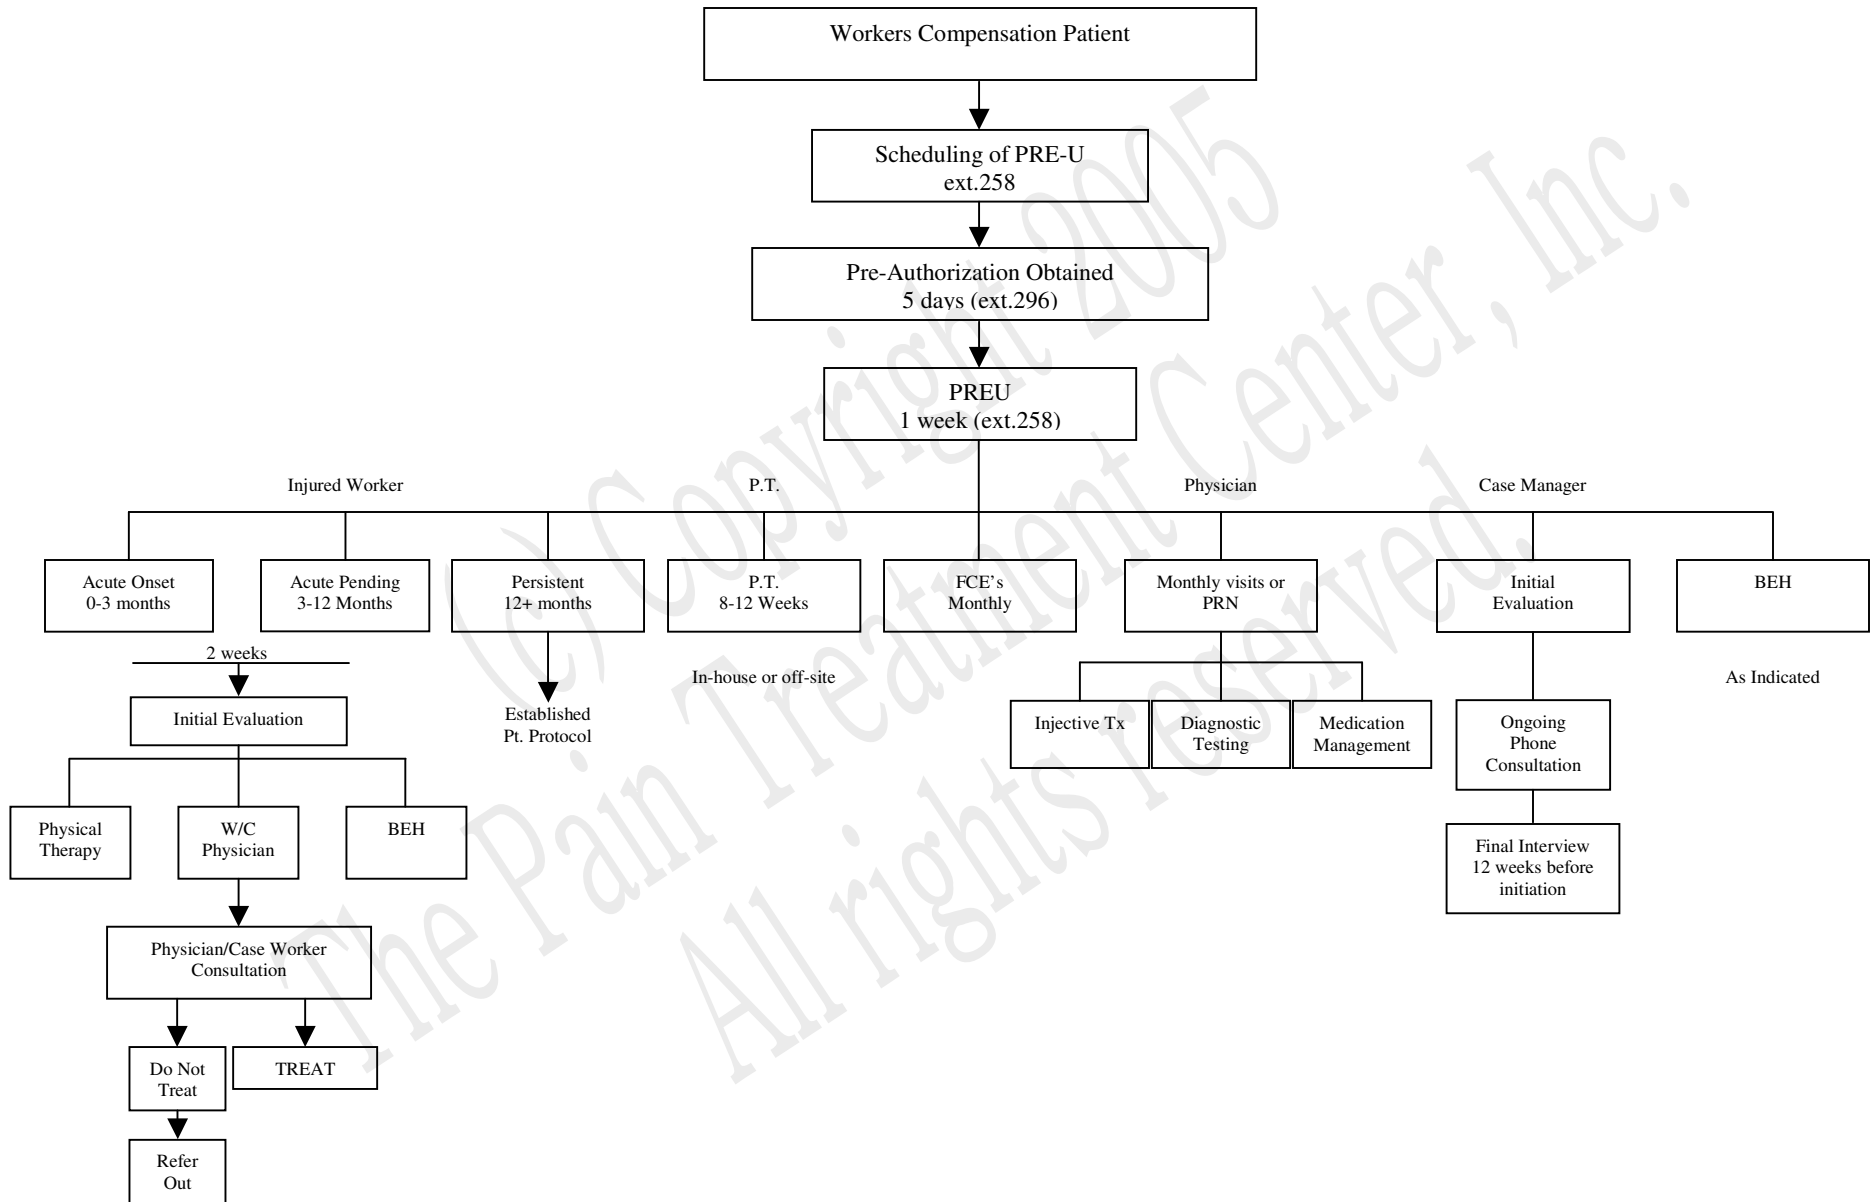 Workers Compensation Patient
Scheduling of PRE-U
ext.258
Pre-Authorization Obtained
5 days (ext.296)
PREU
1 week (ext.258)
Injured Worker
P.T.
Physician
Case Manager
Acute Onset
0-3 months
Acute Pending
3-12 Months
Persistent
12+ months
P.T.
8-12 Weeks
FCE's
Monthly
Monthly visits or
PRN
Initial
Evaluation
BEH
2 weeks
In-house or off-site
As Indicated
Initial Evaluation
Established
Pt. Protocol
Injective Tx
Diagnostic
Testing
Medication
Management
Ongoing
Phone
Consultation
Physical
Therapy
W/C
Physician
BEH
Final Interview
12 weeks before
initiation
Physician/Case Worker
Consultation
Do Not
Treat
TREAT
Refer
Out
(c) Copyright 2005
The Pain Treatment Center, Inc.
All rights reserved.